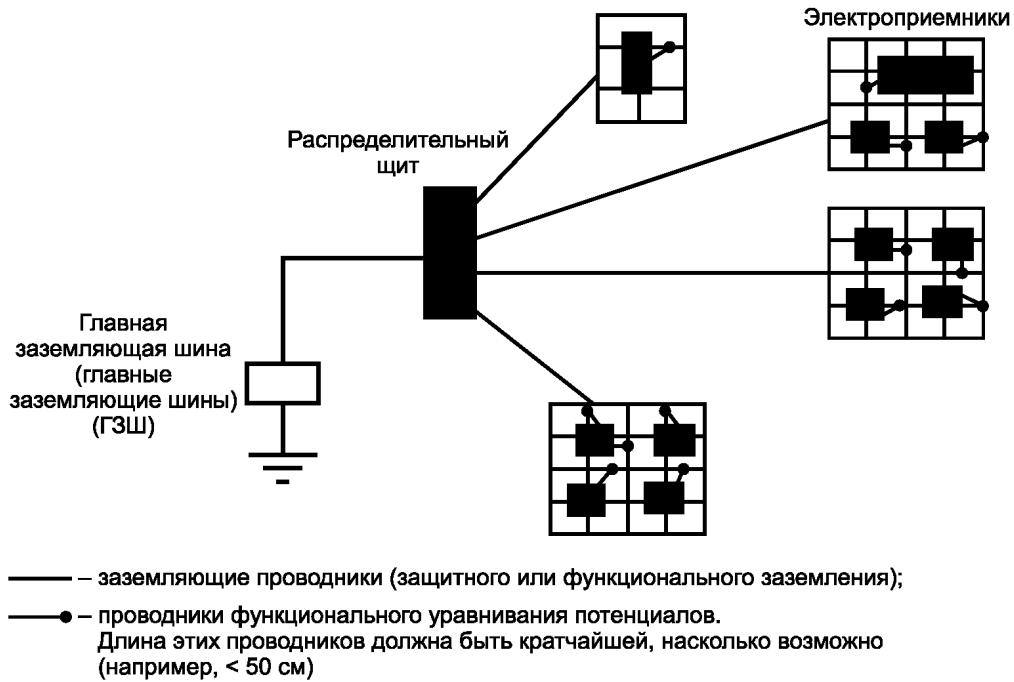 Электроприемники
Распределительный
щит
Главная
заземляющая шина
(главные
заземляющие шины)
(ГЗШ)
– заземляющие проводники (защитного или функционального заземления);
– проводники функционального уравнивания потенциалов.
Длина этих проводников должна быть кратчайшей, насколько возможно
(например, < 50 см)